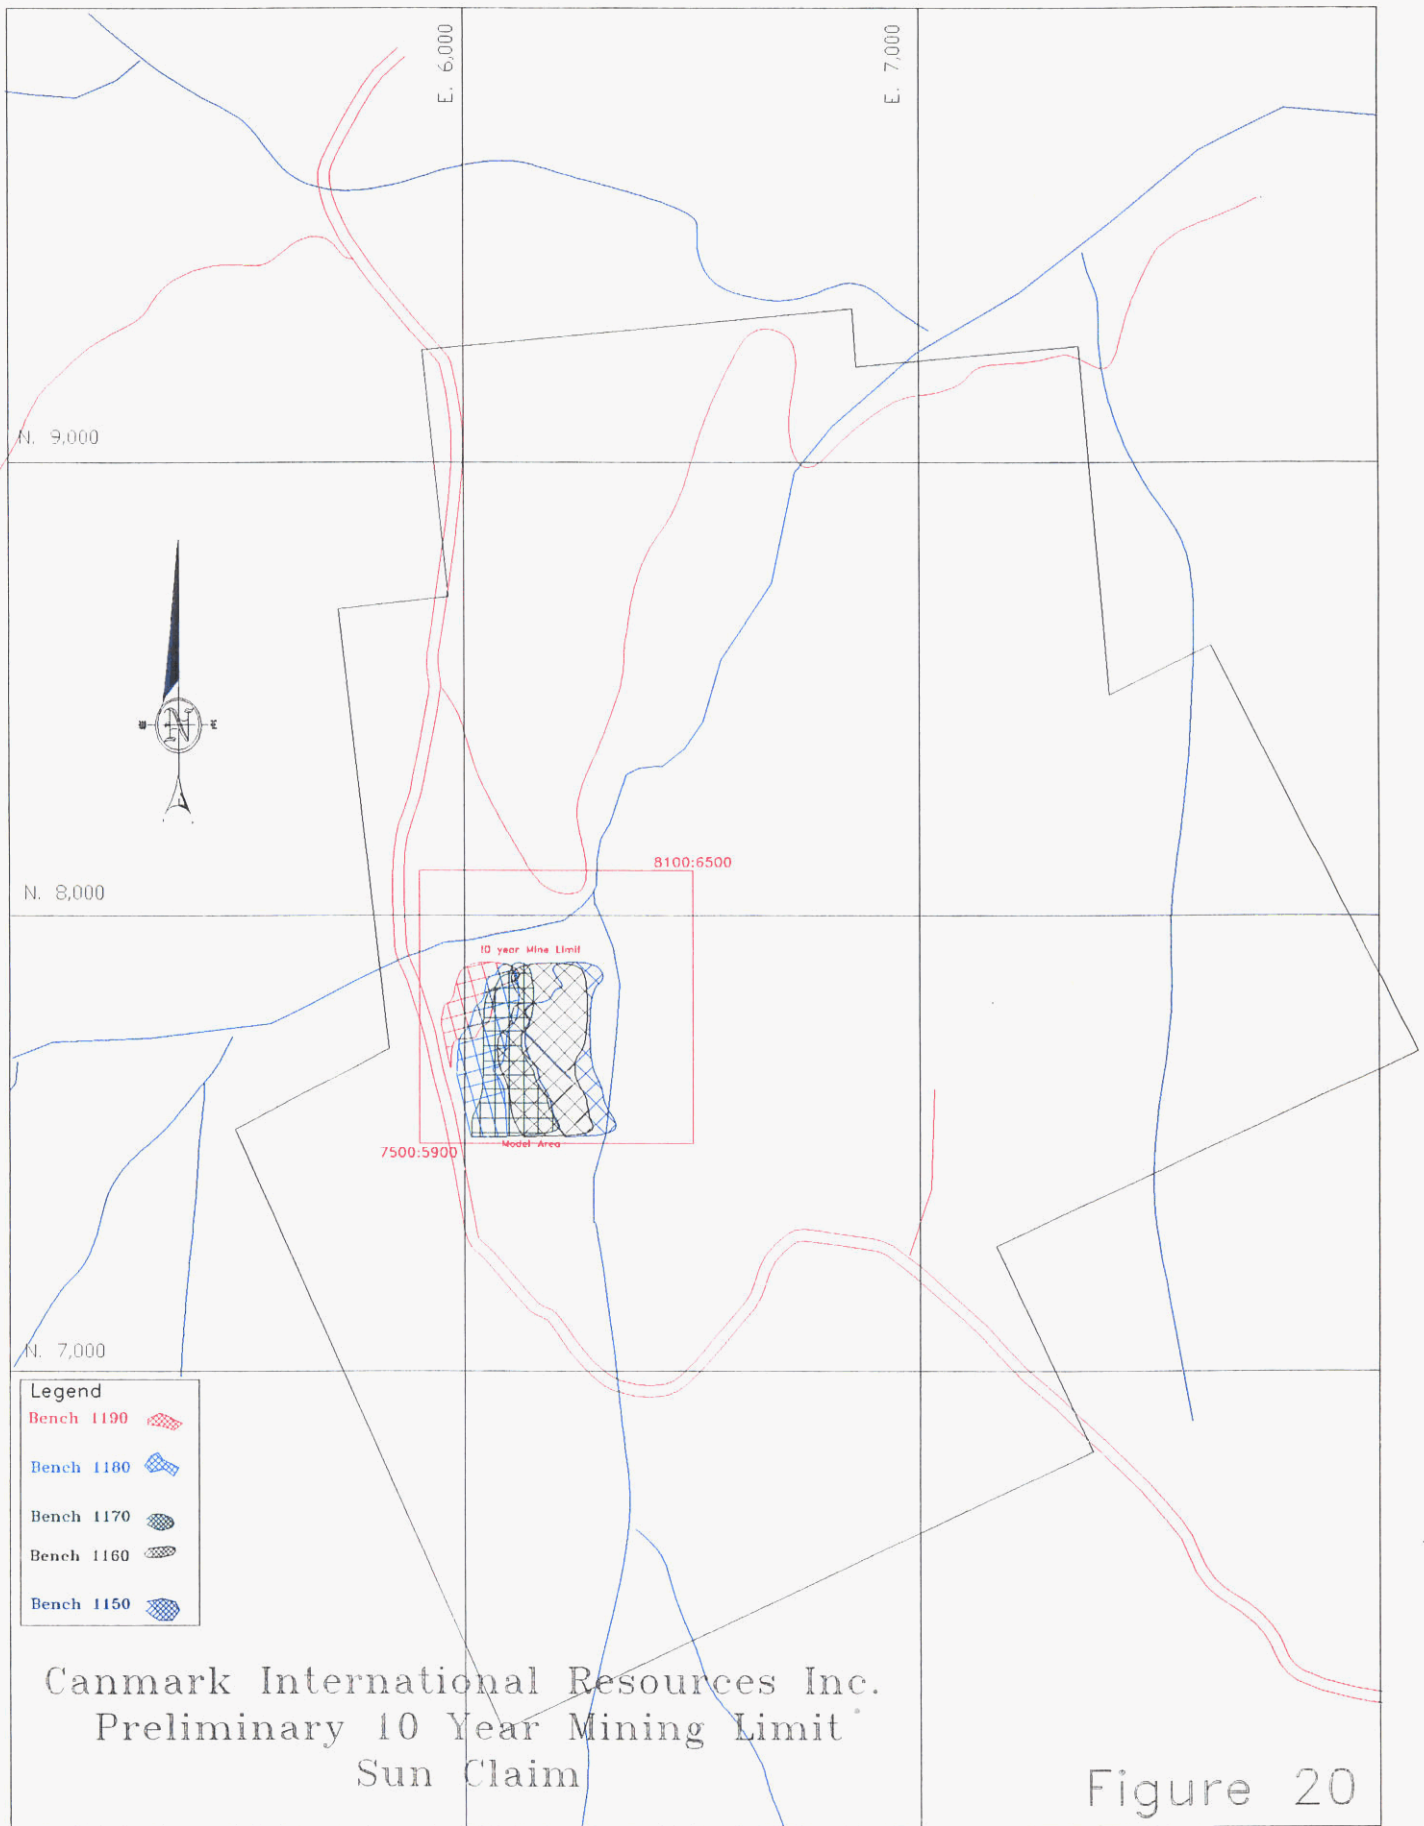 E. 6,000
E. 7,000
N. 9,000
N
N. 8,000
8100:6500
10 year Mine Limit
7500:5900
Model Area
N. 7,000
Legend
Bench 1190
Bench 1180
Bench 1170
Bench 1160
Bench 1150
Canmark International Resources Inc.
Preliminary 10 Year Mining Limit
Sun Claim
Figure 20